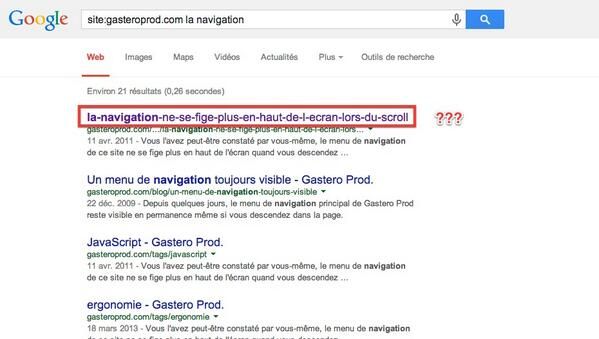 Google site:gasteroprod.com la navigation
Web Images Maps Vidéos Actualités Plus Outils de recherche
Environ 21 résultats (0,26 secondes)
la-navigation-ne-se-fige-plus-en-haut-de-l-ecran-lors-du-scroll ???
gasteroprod.com/.../la-navigation-ne-se-fige-plus-en-haut-de-l-ecran-lors...
11 avr. 2011 - Vous l'avez peut-être constaté par vous-même, le menu de navigation
de ce site ne se fige plus en haut de l'écran quand vous descendez ...
Un menu de navigation toujours visible - Gastero Prod.
gasteroprod.com/blog/un-menu-de-navigation-toujours-visible
22 déc. 2009 - Depuis quelques jours, le menu de navigation principal de Gastero Prod
reste visible en permanence même si vous descendez dans la page.
JavaScript - Gastero Prod.
gasteroprod.com/tags/javascript
11 avr. 2011 - Vous l'avez peut-être constaté par vous-même, le menu de navigation
de ce site ne se fige plus en haut de l'écran quand vous descendez ...
ergonomie - Gastero Prod.
gasteroprod.com/tags/ergonomie
18 mars 2013 - Vous l'avez peut-être constaté par vous-même, le menu de
navigation de ce site ne se fige plus en haut de l'écran quand vous ...